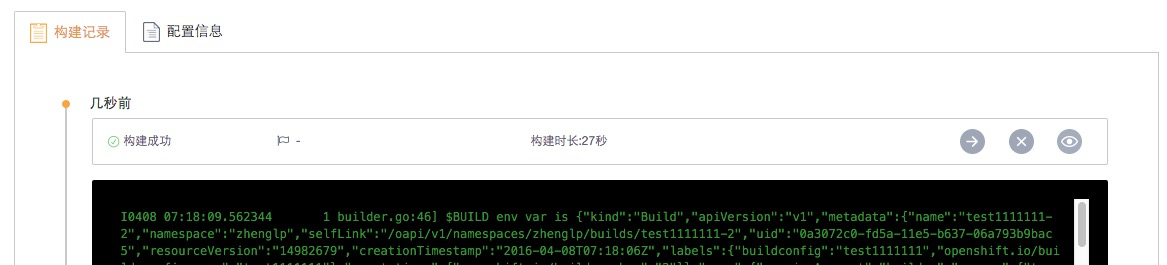 构建记录 配置信息
几秒前
构建成功 - 构建时长:27秒
I0408 07:18:09.562344 1 builder.go:46] $BUILD env var is {"kind":"Build","apiVersion":"v1","metadata":{"name":"test1111111-
2","namespace":"zhenglp","selfLink":"/oapi/v1/namespaces/zhenglp/builds/test1111111-2","uid":"0a3072c0-fd5a-11e5-b637-06a793b9bac
5","resourceVersion":"14982679","creationTimestamp":"2016-04-08T07:18:06Z","labels":{"buildconfig":"test1111111","openshift.io/bui